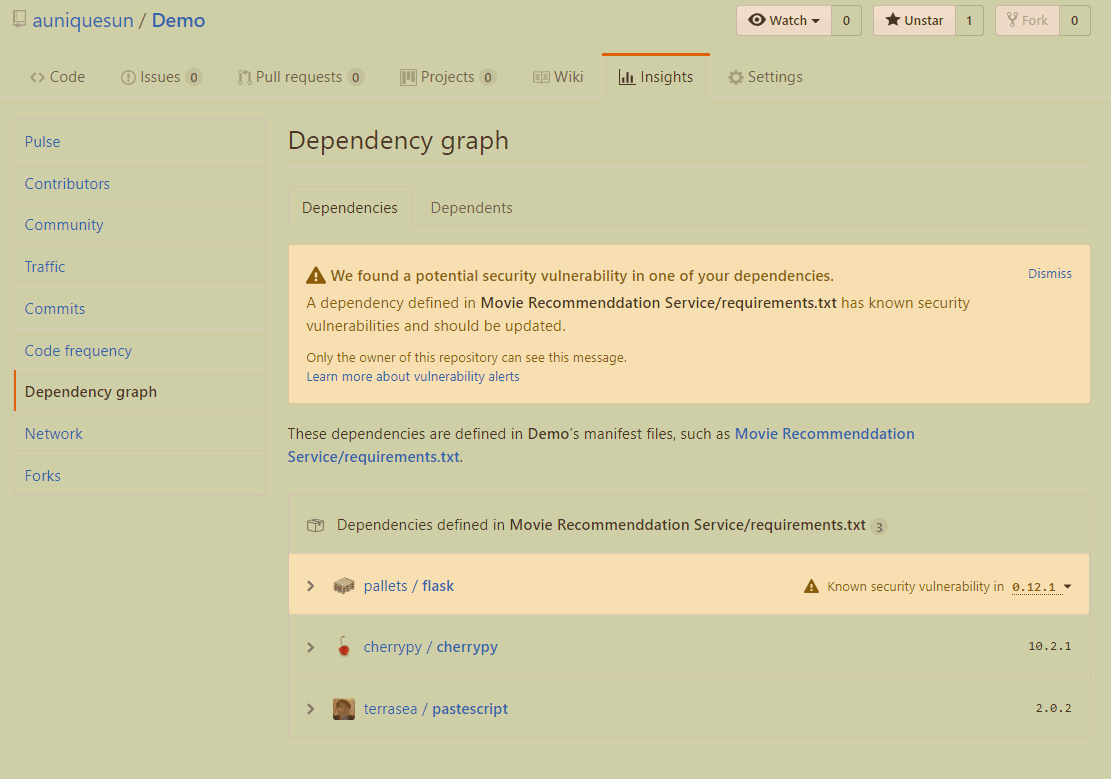 auniquesun / Demo
Watch 0 Unstar 1 Fork 0
Code Issues 0 Pull requests 0 Projects 0 Wiki Insights Settings
Pulse
Contributors
Community
Traffic
Commits
Code frequency
Dependency graph
Network
Forks
Dependency graph
Dependencies Dependents
We found a potential security vulnerability in one of your dependencies. Dismiss
A dependency defined in Movie Recommenddation Service/requirements.txt has known security
vulnerabilities and should be updated.
Only the owner of this repository can see this message.
Learn more about vulnerability alerts
These dependencies are defined in Demo's manifest files, such as Movie Recommenddation
Service/requirements.txt.
Dependencies defined in Movie Recommenddation Service/requirements.txt 3
pallets / flask Known security vulnerability in 0.12.1
cherrypy / cherrypy 10.2.1
terrasea / pastescript 2.0.2